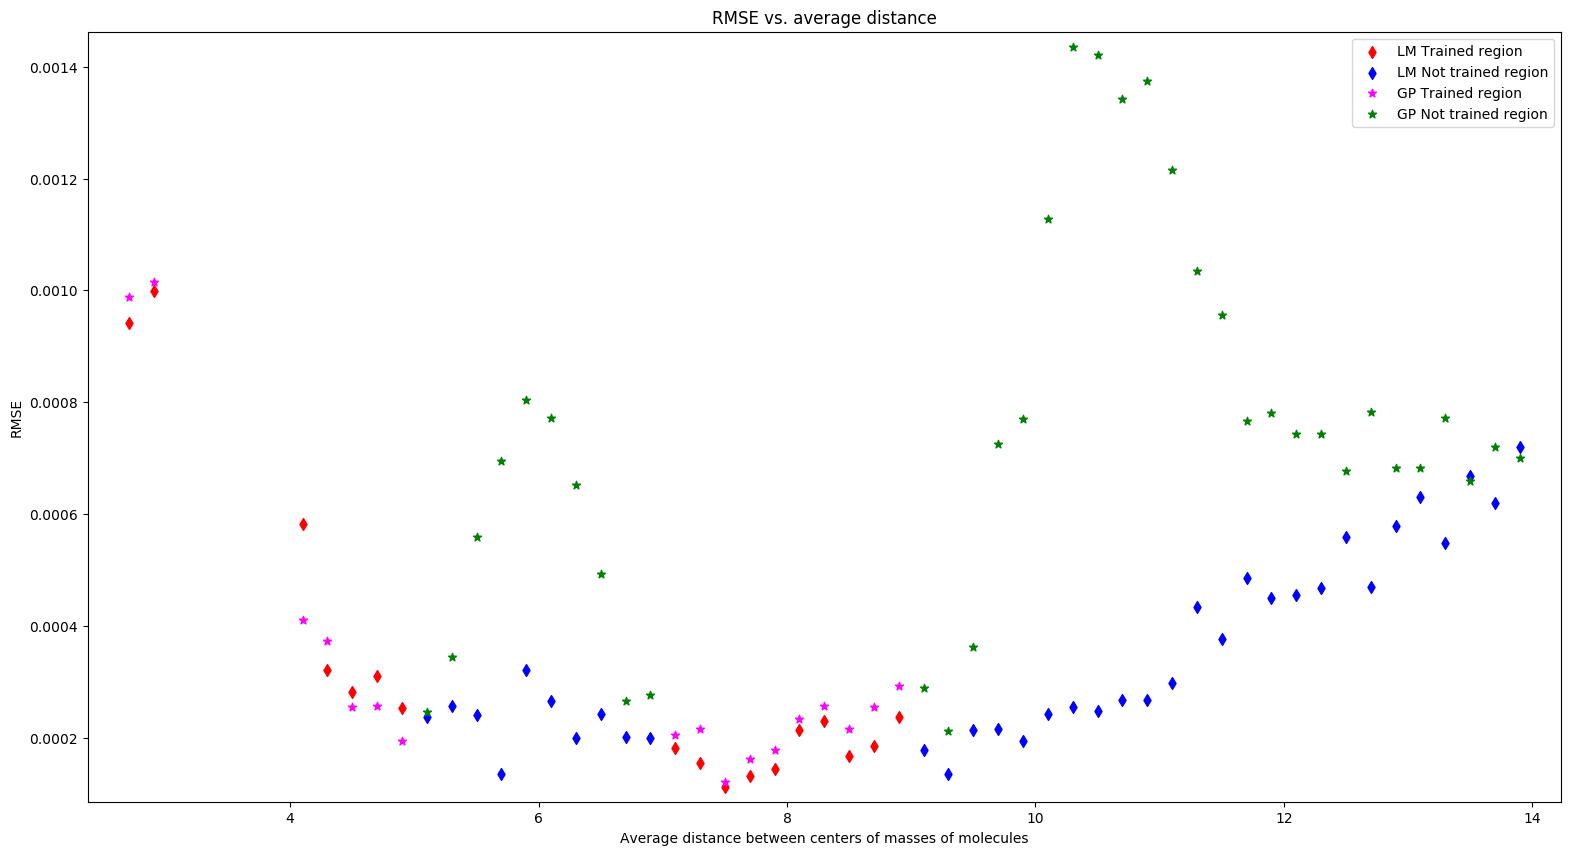 RMSE vs. average distance
LM Trained region
LM Not trained region
GP Trained region
GP Not trained region
0.0014
0.0012
0.0010
0.0008
0.0006
0.0004
0.0002
RMSE
4 6 8 10 12 14
Average distance between centers of masses of molecules